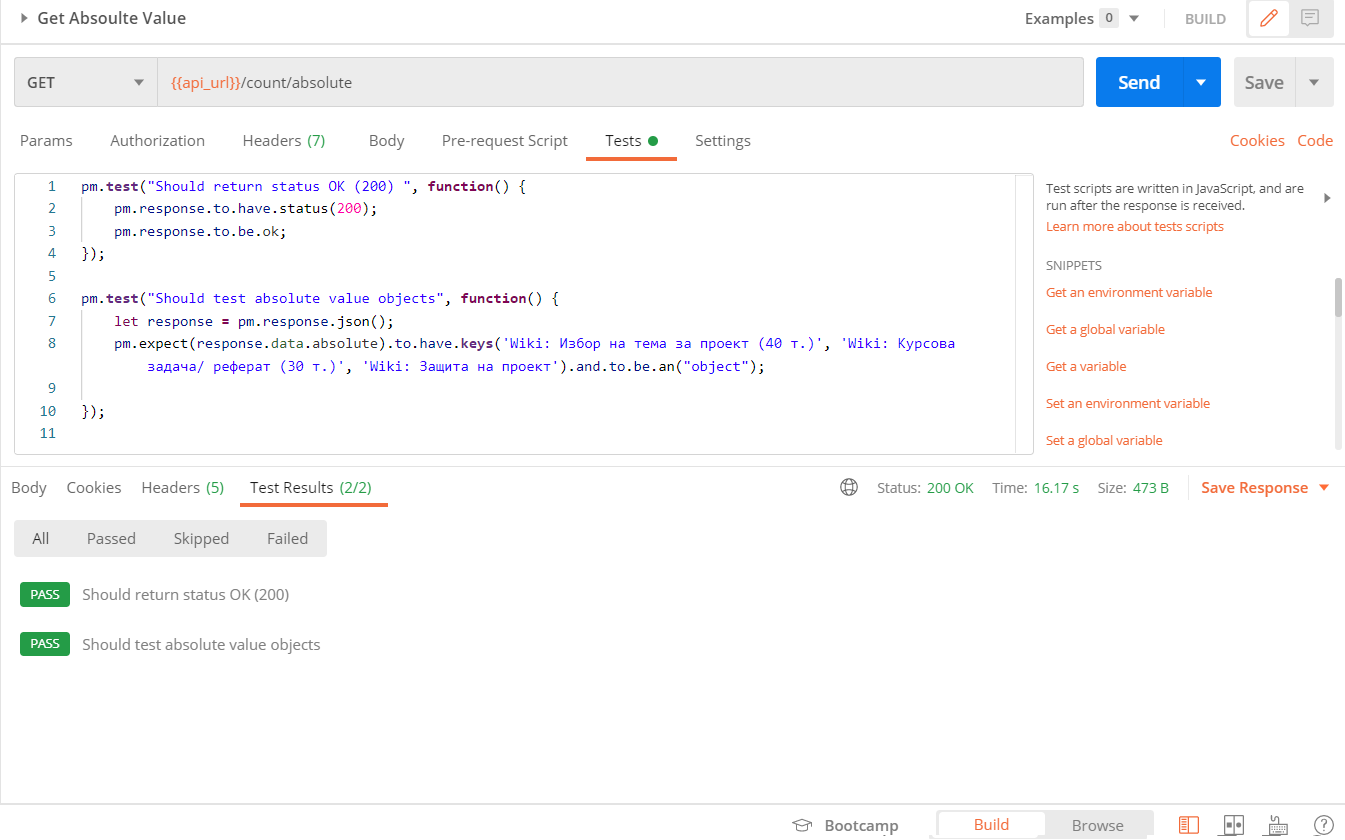 Get Absoulte Value
Examples 0
BUILD
GET
{{api_url}}/count/absolute
Send
Save
Params
Authorization
Headers (7)
Body
Pre-request Script
Tests
Settings
Cookies
Code
1 pm.test("Should return status OK (200) ", function() {
2 pm.response.to.have.status(200);
3 pm.response.to.be.ok;
4 });
5
6 pm.test("Should test absolute value objects", function() {
7 let response = pm.response.json();
8 pm.expect(response.data.absolute).to.have.keys('Wiki: Избор на тема за проект (40 т.)', 'Wiki: Курсова
задача/ реферат (30 т.)', 'Wiki: Защита на проект').and.to.be.an("object");
9
10 });
11
Test scripts are written in JavaScript, and are
run after the response is received.
Learn more about tests scripts
SNIPPETS
Get an environment variable
Get a global variable
Get a variable
Set an environment variable
Set a global variable
Body
Cookies
Headers (5)
Test Results (2/2)
Status: 200 OK
Time: 16.17 s
Size: 473 B
Save Response
All
Passed
Skipped
Failed
PASS Should return status OK (200)
PASS Should test absolute value objects
Bootcamp
Build
Browse